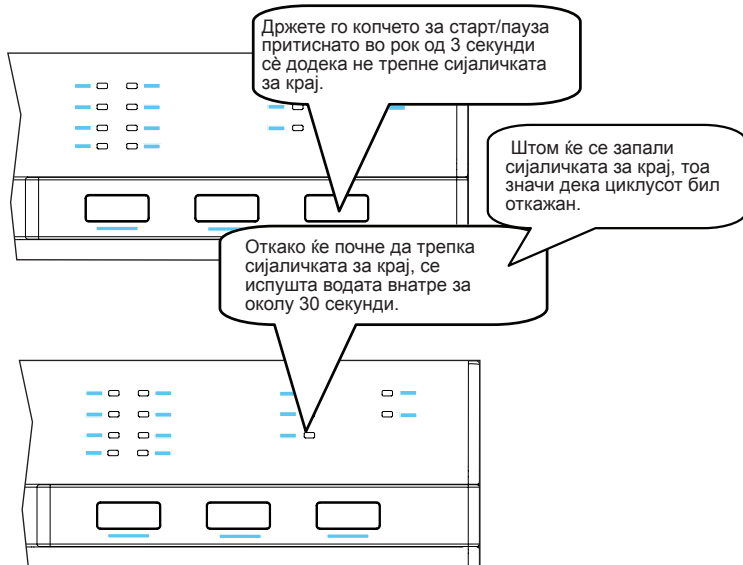 Држете го копчето за старт/пауза
притиснато во рок од 3 секунди
сѐ додека не трепне сијаличката
за крај.
Штом ќе се запали
сијаличката за крај, тоа
значи дека циклусот бил
откажан.
Откако ќе почне да трепка
сијаличката за крај, се
испушта водата внатре за
околу 30 секунди.